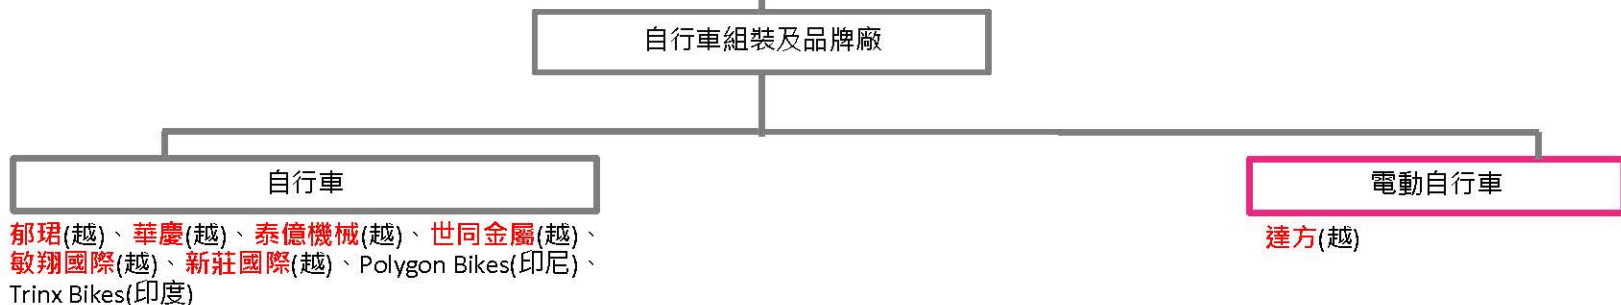 自行車組裝及品牌廠
自行車
電動自行車
郁珺(越)、華慶(越)、泰億機械(越)、世同金屬(越)、
敏翔國際(越)、新莊國際(越)、Polygon Bikes(印尼)、
Trinx Bikes(印度)
達方(越)